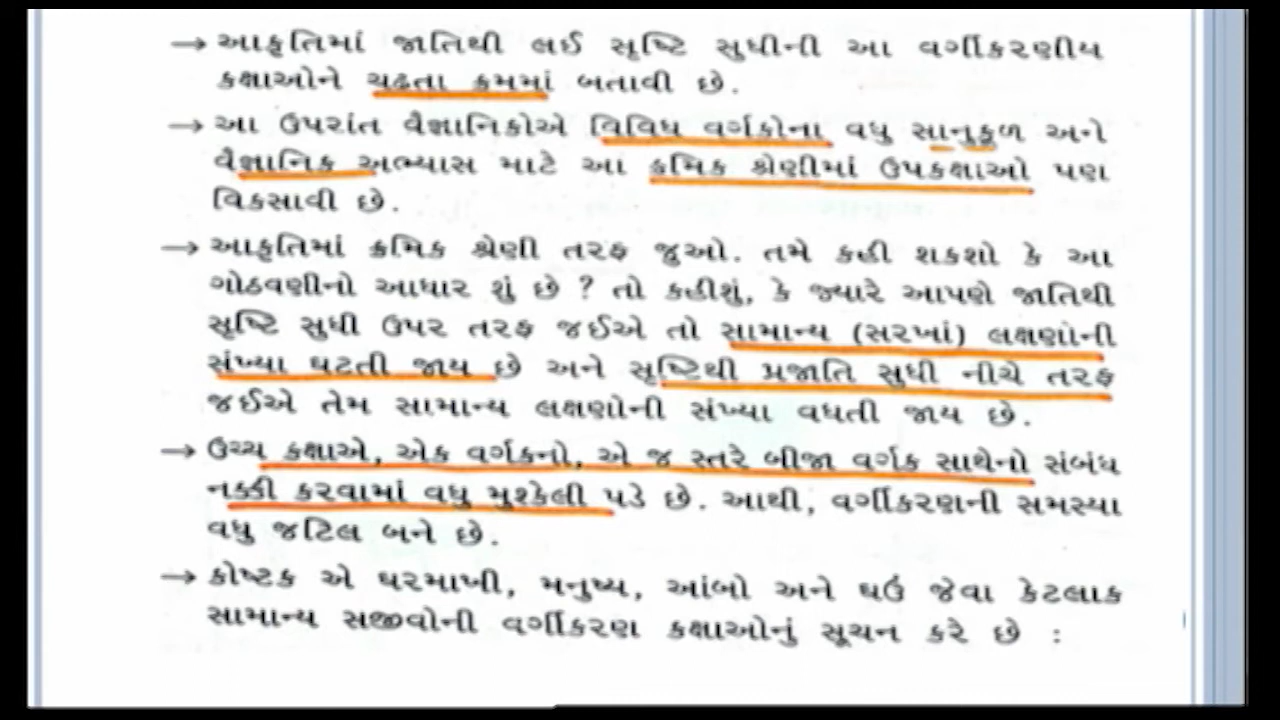 → આકૃતિમાં જાતિથી લઈ સૃષ્ટિ સુધીની આ વર્ગીકરણીય
કક્ષાઓને ચઢતા ક્રમમાં બતાવી છે.
→ આ ઉપરાંત વૈજ્ઞાનિકોએ વિવિધ વર્ગકોના વધુ સાનુકૂળ અને
વૈજ્ઞાનિક અભ્યાસ માટે આ ક્રમિક શ્રેણીમાં ઉપકક્ષાઓ પણ
વિકસાવી છે.
→ આકૃતિમાં ક્રમિક શ્રેણી તરફ જુઓ. તમે કહી શકશો કે આ
ગોઠવણીનો આધાર શું છે ? તો કહીશું, કે જ્યારે આપણે જાતિથી
સૃષ્ટિ સુધી ઉપર તરફ જઈએ તો સામાન્ય (સરખાં) લક્ષણોની
સંખ્યા ઘટતી જાય છે અને સૃષ્ટિથી પ્રજાતિ સુધી નીચે તરફ
જઈએ તેમ સામાન્ય લક્ષણોની સંખ્યા વધતી જાય છે.
→ ઉચ્ચ કક્ષાએ, એક વર્ગકનો, એ જ સ્તરે બીજા વર્ગક સાથેનો સંબંધ
નક્કી કરવામાં વધુ મુશ્કેલી પડે છે. આથી, વર્ગીકરણની સમસ્યા
વધુ જટિલ બને છે.
→ કોષ્ટક એ ઘરમાખી, મનુષ્ય, આંબો અને ઘઉં જેવા કેટલાક
સામાન્ય સજીવોની વર્ગીકરણ કક્ષાઓનું સૂચન કરે છે :